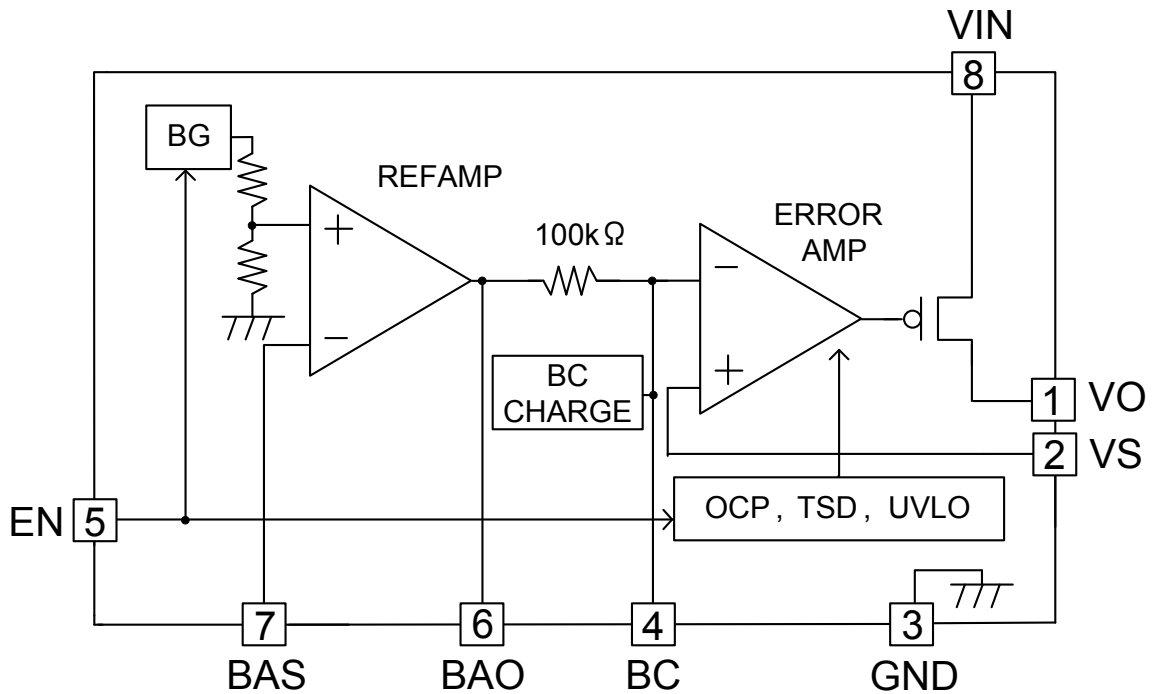 VIN
8
BG
REFAMP
ERROR
AMP
100kΩ
+
−
−
+
BC
CHARGE
1 VO
2 VS
EN 5
OCP, TSD, UVLO
7
6
4
3
BAS
BAO
BC
GND